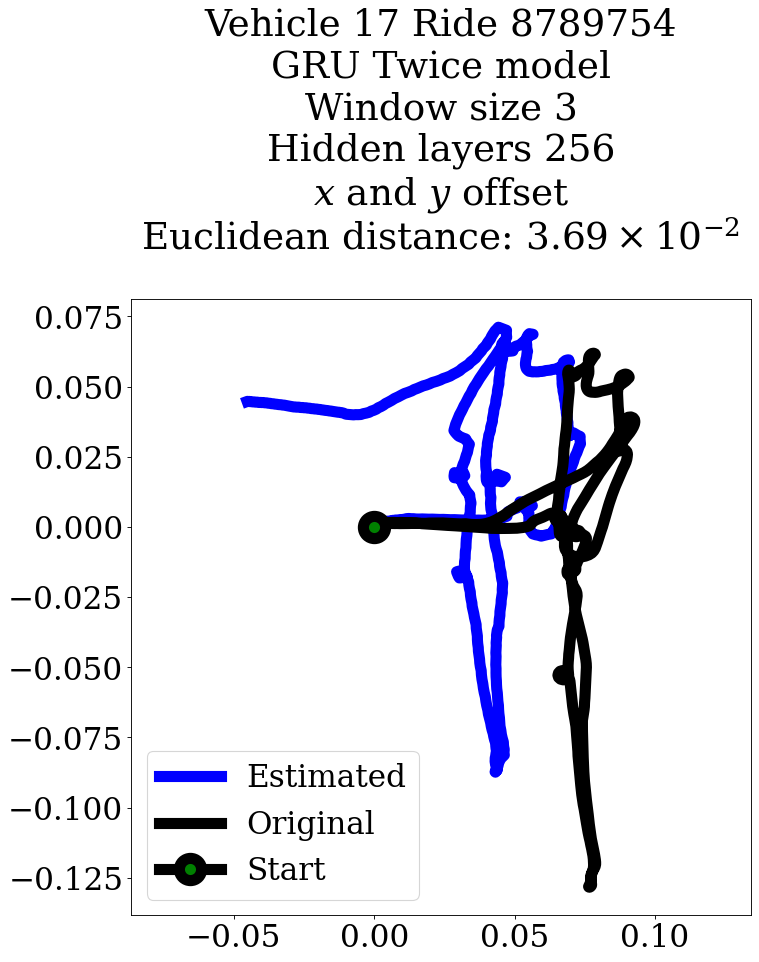 Vehicle 17 Ride 8789754
GRU Twice model
Window size 3
Hidden layers 256
x and y offset
Euclidean distance: 3.69 × 10⁻²
0.075
0.050
0.025
0.000
−0.025
−0.050
−0.075
−0.100
−0.125
Estimated
Original
Start
−0.05 0.00 0.05 0.10